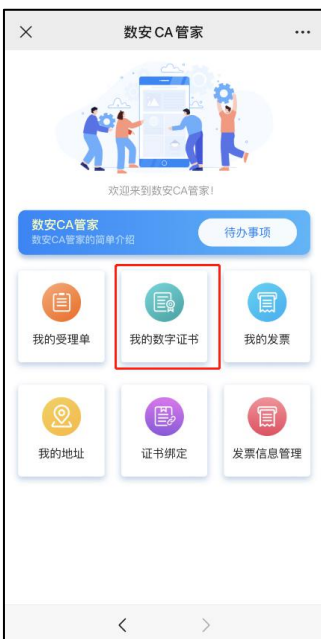 数安CA管家
欢迎来到数安CA管家!
数安CA管家
数安CA管家的简单介绍
待办事项
我的受理单
我的数字证书
我的发票
我的地址
证书绑定
发票信息管理